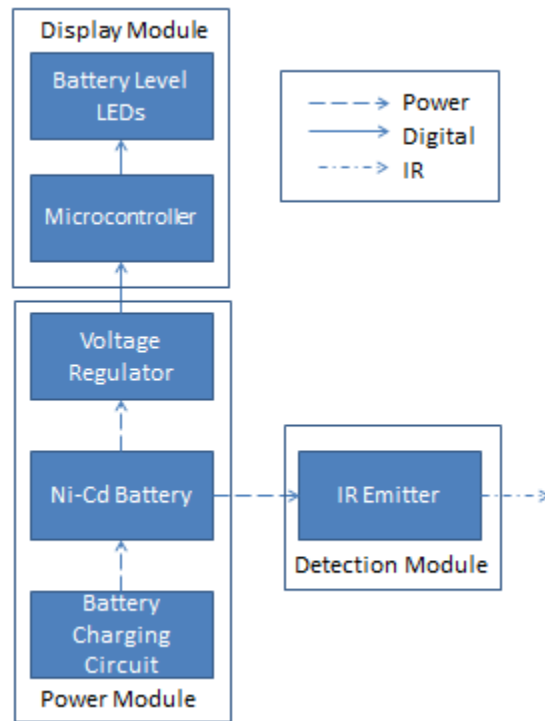 Display Module
Battery Level
LEDs
Microcontroller
Power
Digital
IR
Voltage
Regulator
Ni-Cd Battery
IR Emitter
Detection Module
Battery
Charging
Circuit
Power Module